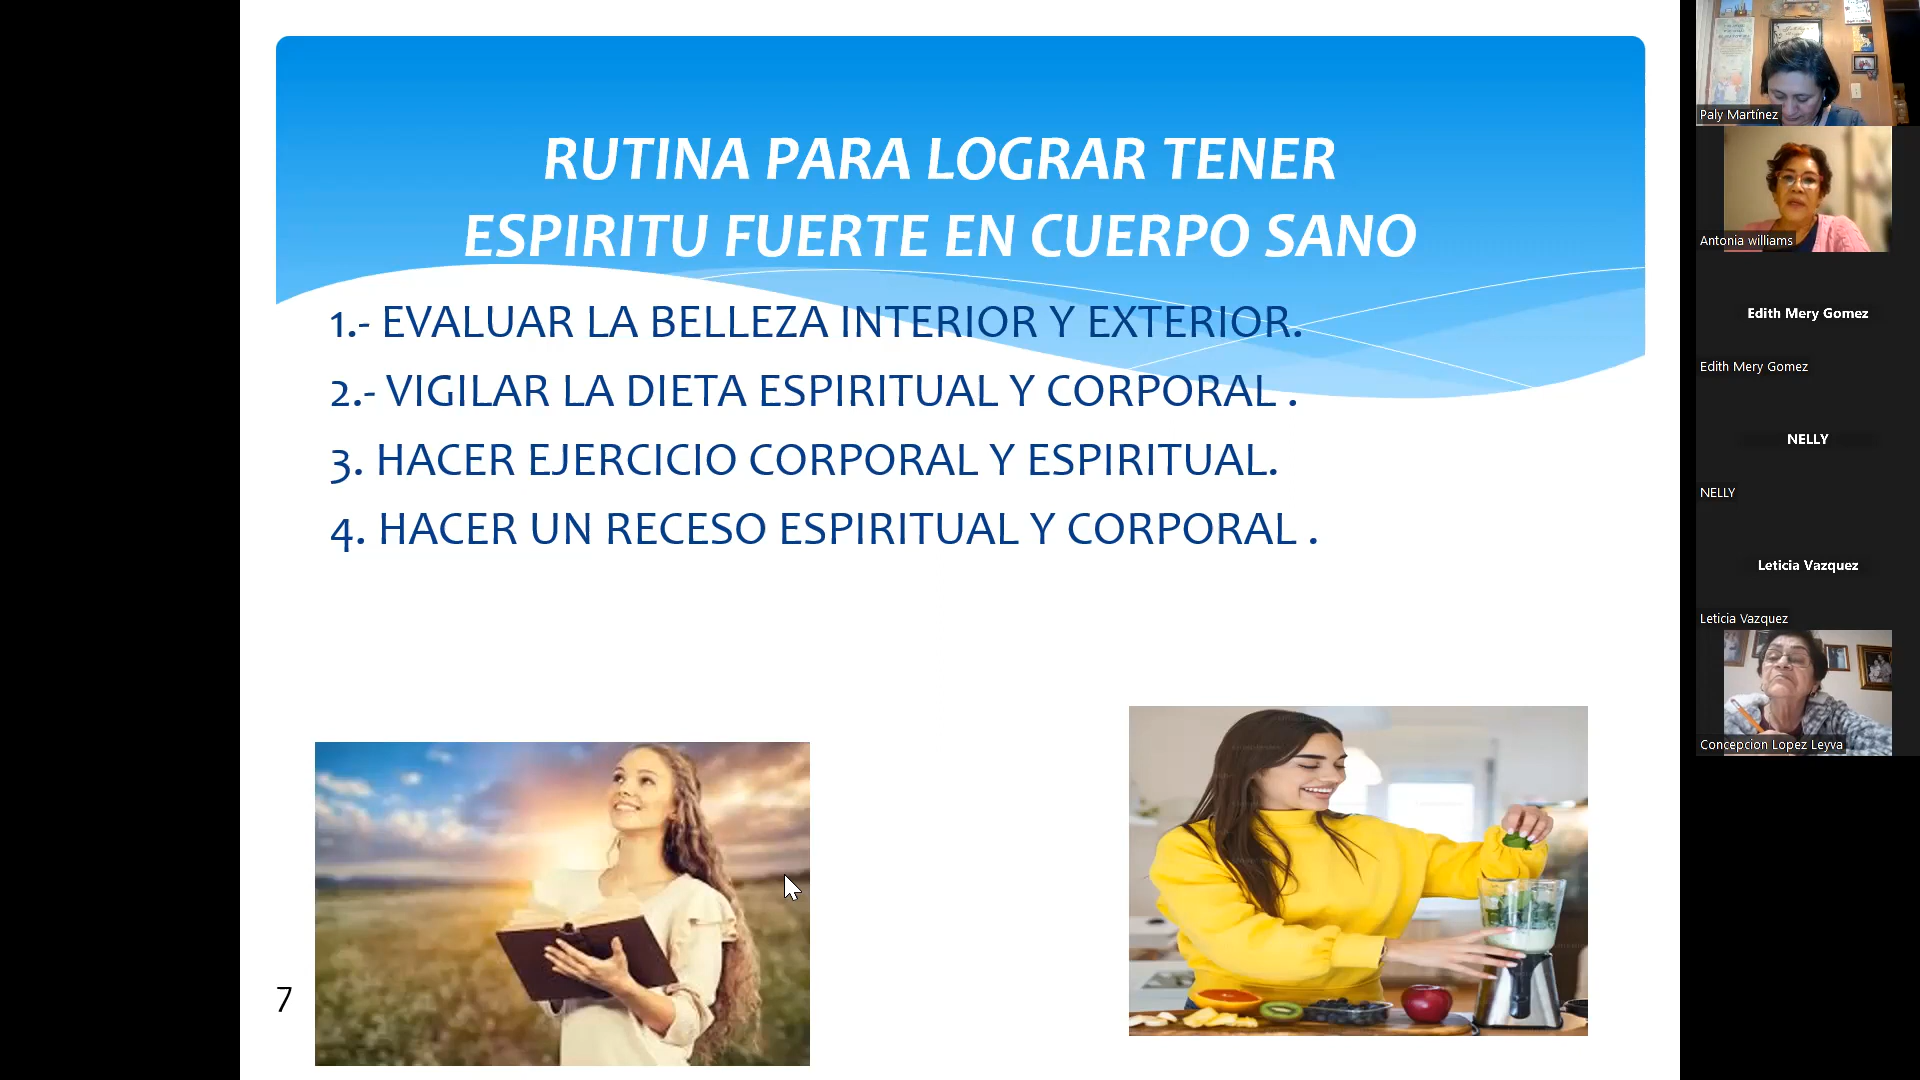 RUTINA PARA LOGRAR TENER
ESPIRITU FUERTE EN CUERPO SANO
1.- EVALUAR LA BELLEZA INTERIOR Y EXTERIOR.
2.- VIGILAR LA DIETA ESPIRITUAL Y CORPORAL .
3. HACER EJERCICIO CORPORAL Y ESPIRITUAL.
4. HACER UN RECESO ESPIRITUAL Y CORPORAL .
7
Paly Martínez
Antonia williams
Edith Mery Gomez
Edith Mery Gomez
NELLY
NELLY
Leticia Vazquez
Leticia Vazquez
Concepcion Lopez Leyva